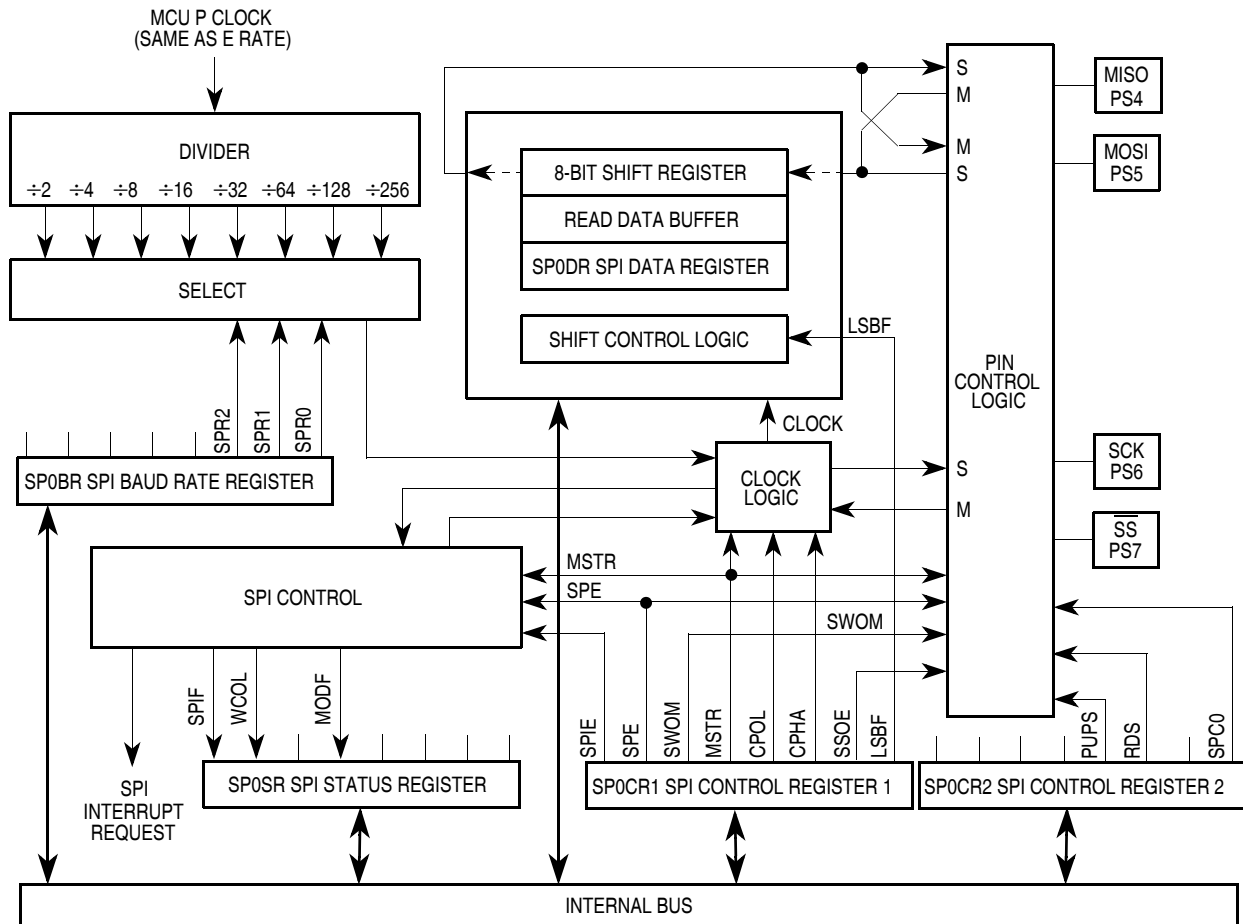 MCU P CLOCK
(SAME AS E RATE)
DIVIDER
÷2 ÷4 ÷8 ÷16 ÷32 ÷64 ÷128 ÷256
SELECT
SPR2
SPR1
SPR0
SP0BR SPI BAUD RATE REGISTER
8-BIT SHIFT REGISTER
READ DATA BUFFER
SP0DR SPI DATA REGISTER
SHIFT CONTROL LOGIC
LSBF
CLOCK
CLOCK
LOGIC
S
M
M
S
S
M
PIN
CONTROL
LOGIC
MISO
PS4
MOSI
PS5
SCK
PS6
SS
PS7
SPI CONTROL
MSTR
SPE
SWOM
SPIF
WCOL
MODF
SPI
INTERRUPT
REQUEST
SP0SR SPI STATUS REGISTER
SPIE
SPE
SWOM
MSTR
CPOL
CPHA
SSOE
LSBF
SP0CR1 SPI CONTROL REGISTER 1
PUPS
RDS
SPC0
SP0CR2 SPI CONTROL REGISTER 2
INTERNAL BUS